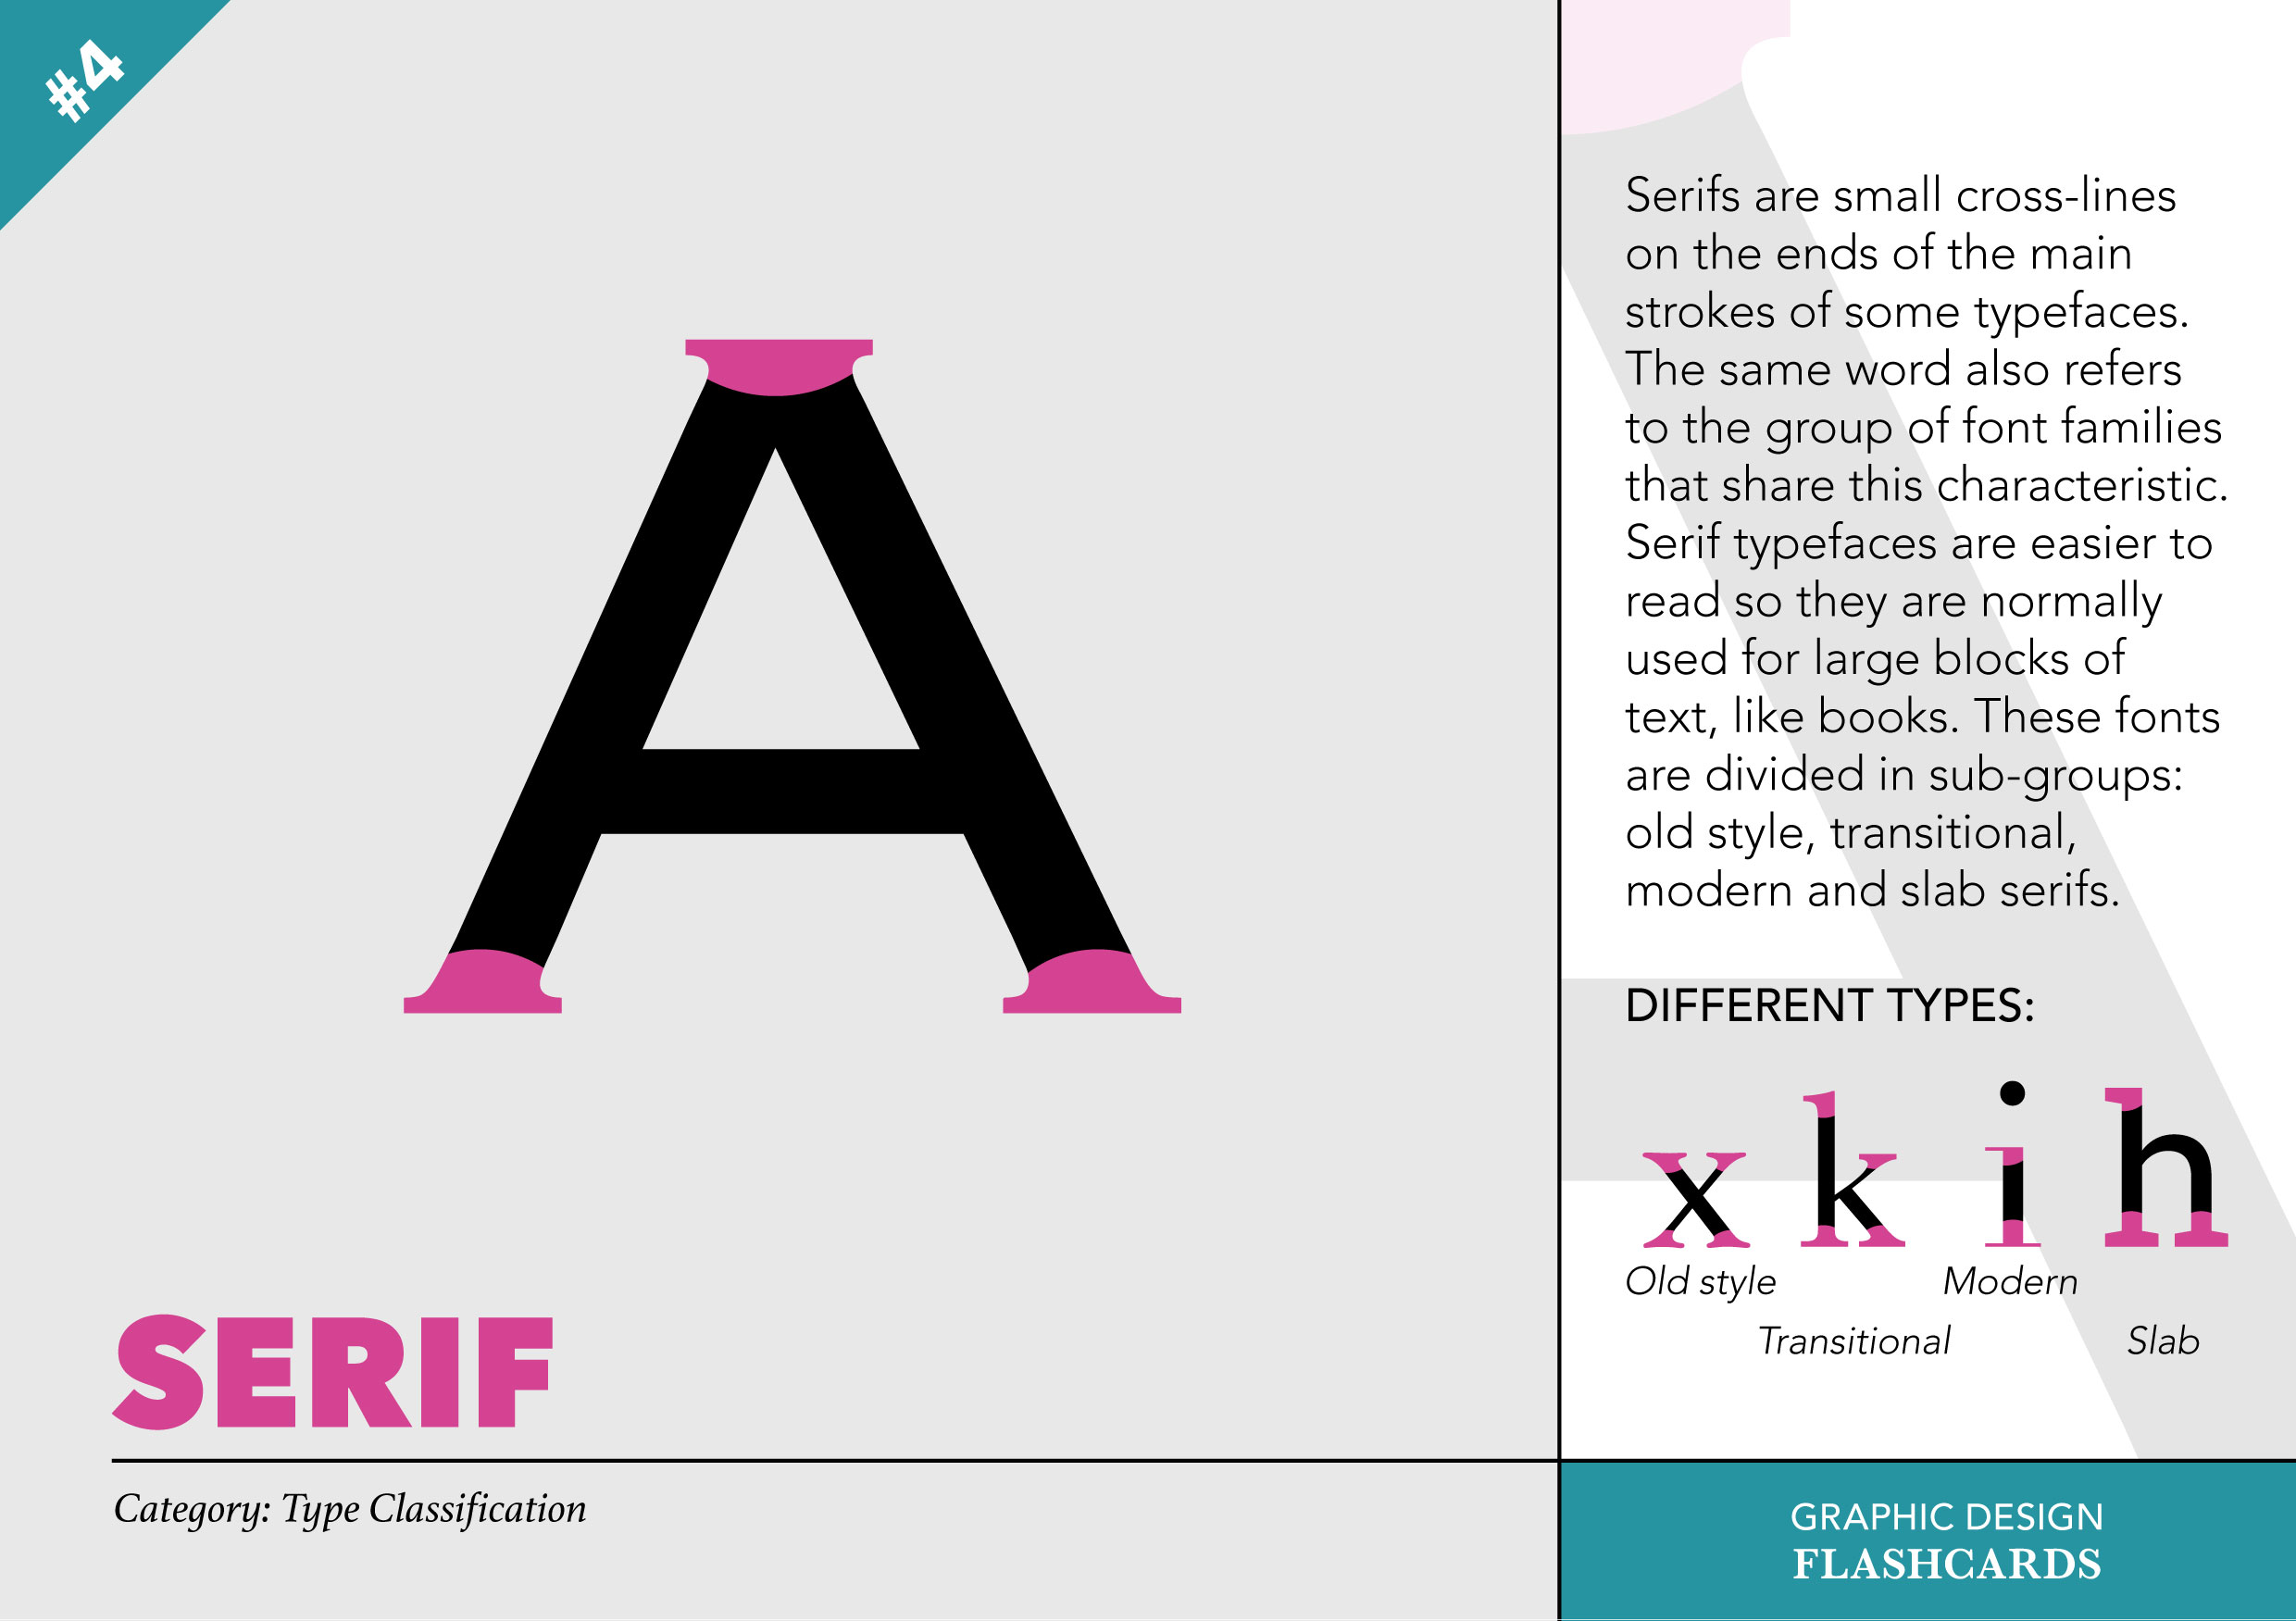 #4
A
SERIF
Category: Type Classification
Serifs are small cross-lines
on the ends of the main
strokes of some typefaces.
The same word also refers
to the group of font families
that share this characteristic.
Serif typefaces are easier to
read so they are normally
used for large blocks of
text, like books. These fonts
are divided in sub-groups:
old style, transitional,
modern and slab serifs.
DIFFERENT TYPES:
x k i h
Old style Modern
Transitional Slab
GRAPHIC DESIGN
FLASHCARDS